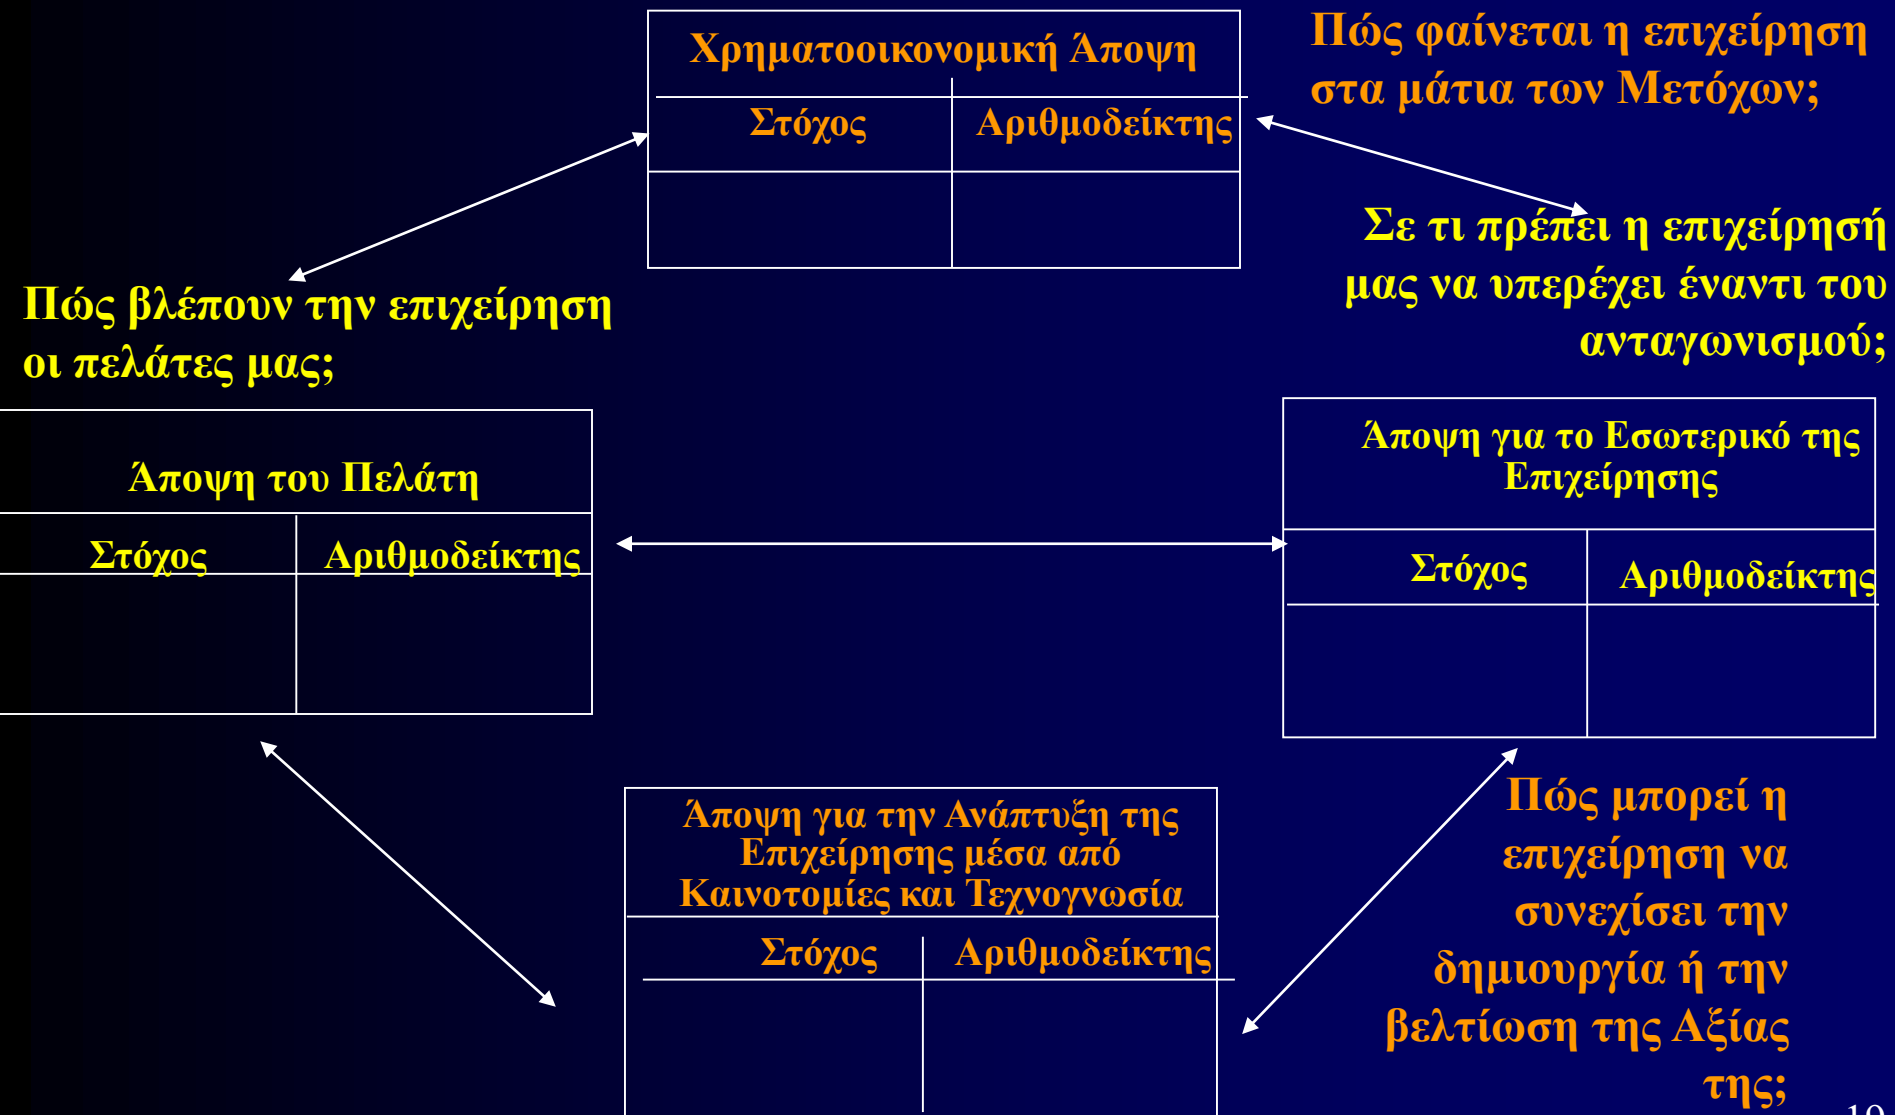 Χρηματοοικονομική Άποψη
Στόχος Αριθμοδείκτης
Πώς φαίνεται η επιχείρηση
στα μάτια των Μετόχων;
Σε τι πρέπει η επιχείρησή
μας να υπερέχει έναντι του
ανταγωνισμού;
Πώς βλέπουν την επιχείρηση
οι πελάτες μας;
Άποψη του Πελάτη
Στόχος Αριθμοδείκτης
Άποψη για το Εσωτερικό της
Επιχείρησης
Στόχος Αριθμοδείκτης
Άποψη για την Ανάπτυξη της
Επιχείρησης μέσα από
Καινοτομίες και Τεχνογνωσία
Στόχος Αριθμοδείκτης
Πώς μπορεί η
επιχείρηση να
συνεχίσει την
δημιουργία ή την
βελτίωση της Αξίας
της;